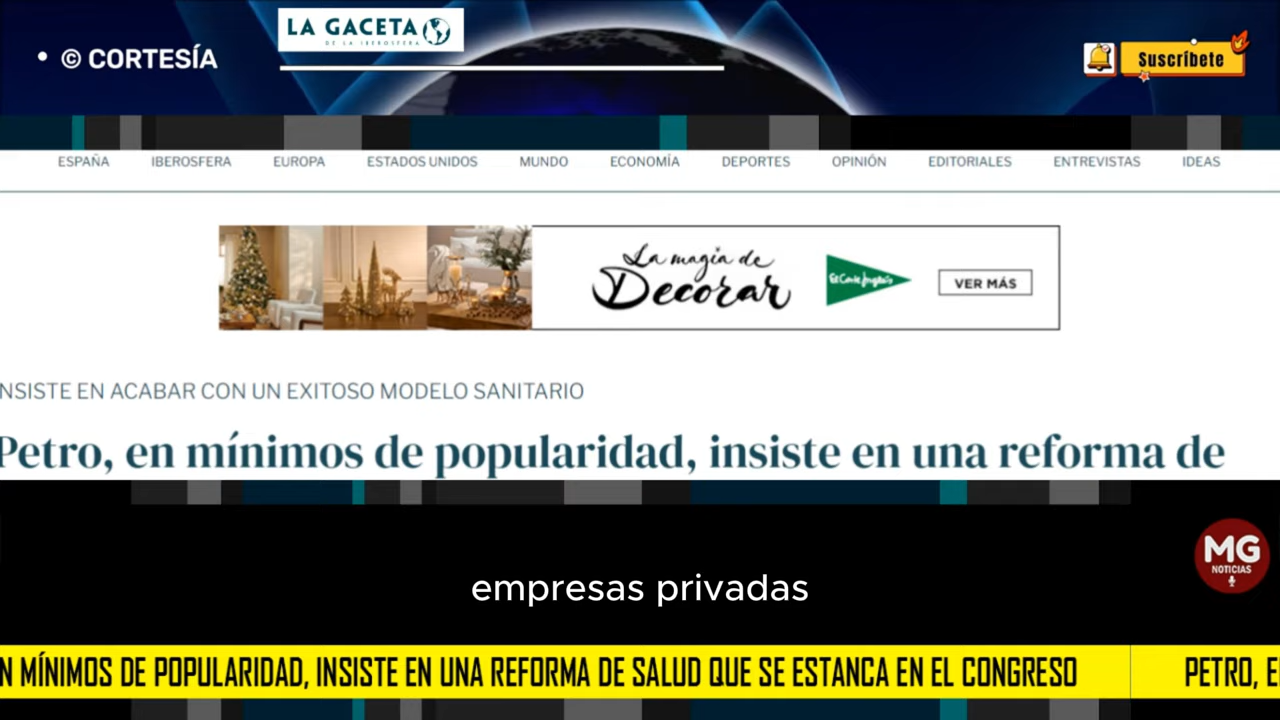 • © CORTESÍA
LA GACETA
DE LA IBEROSFERA
Suscríbete
ESPAÑA IBEROSFERA EUROPA ESTADOS UNIDOS MUNDO ECONOMÍA DEPORTES OPINIÓN EDITORIALES ENTREVISTAS IDEAS
La magia de
Decorar
El Corte Inglés
VER MÁS
NSISTE EN ACABAR CON UN EXITOSO MODELO SANITARIO
Petro, en mínimos de popularidad, insiste en una reforma de
MG
NOTICIAS
empresas privadas
N MÍNIMOS DE POPULARIDAD, INSISTE EN UNA REFORMA DE SALUD QUE SE ESTANCA EN EL CONGRESO PETRO, E